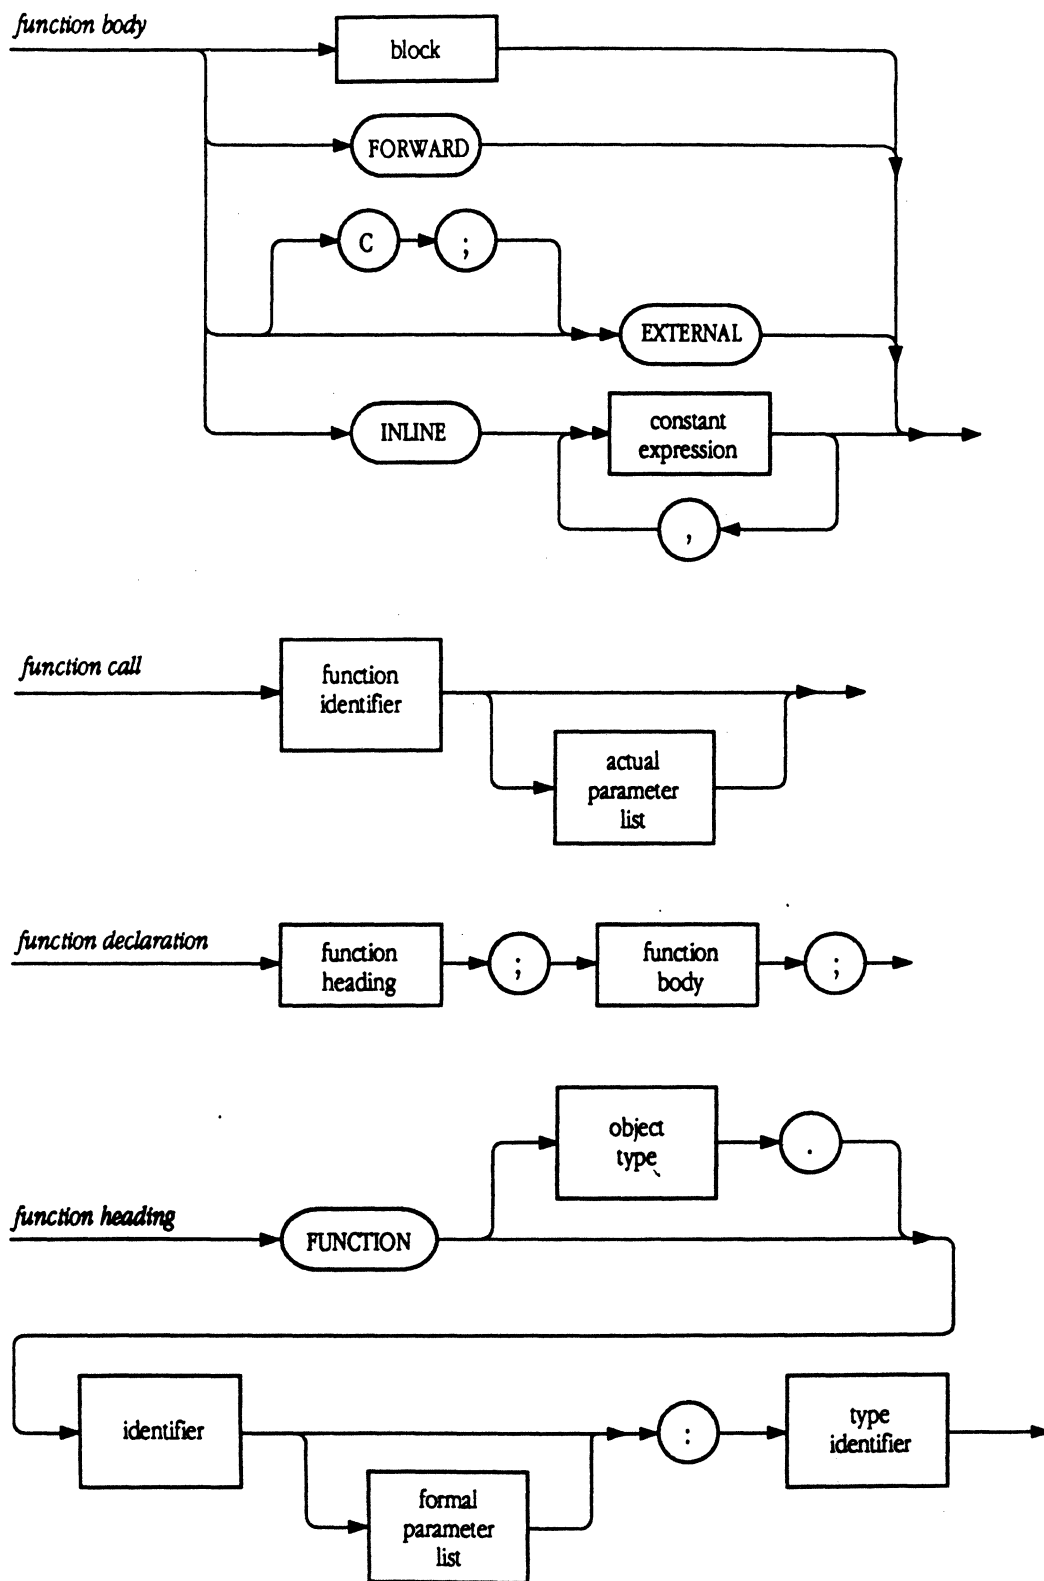 function body
block
FORWARD
C ;
EXTERNAL
INLINE
constant
expression
,
function call
function
identifier
actual
parameter
list
function declaration
function
heading
;
function
body
;
object
type
.
function heading
FUNCTION
identifier
formal
parameter
list
:
type
identifier